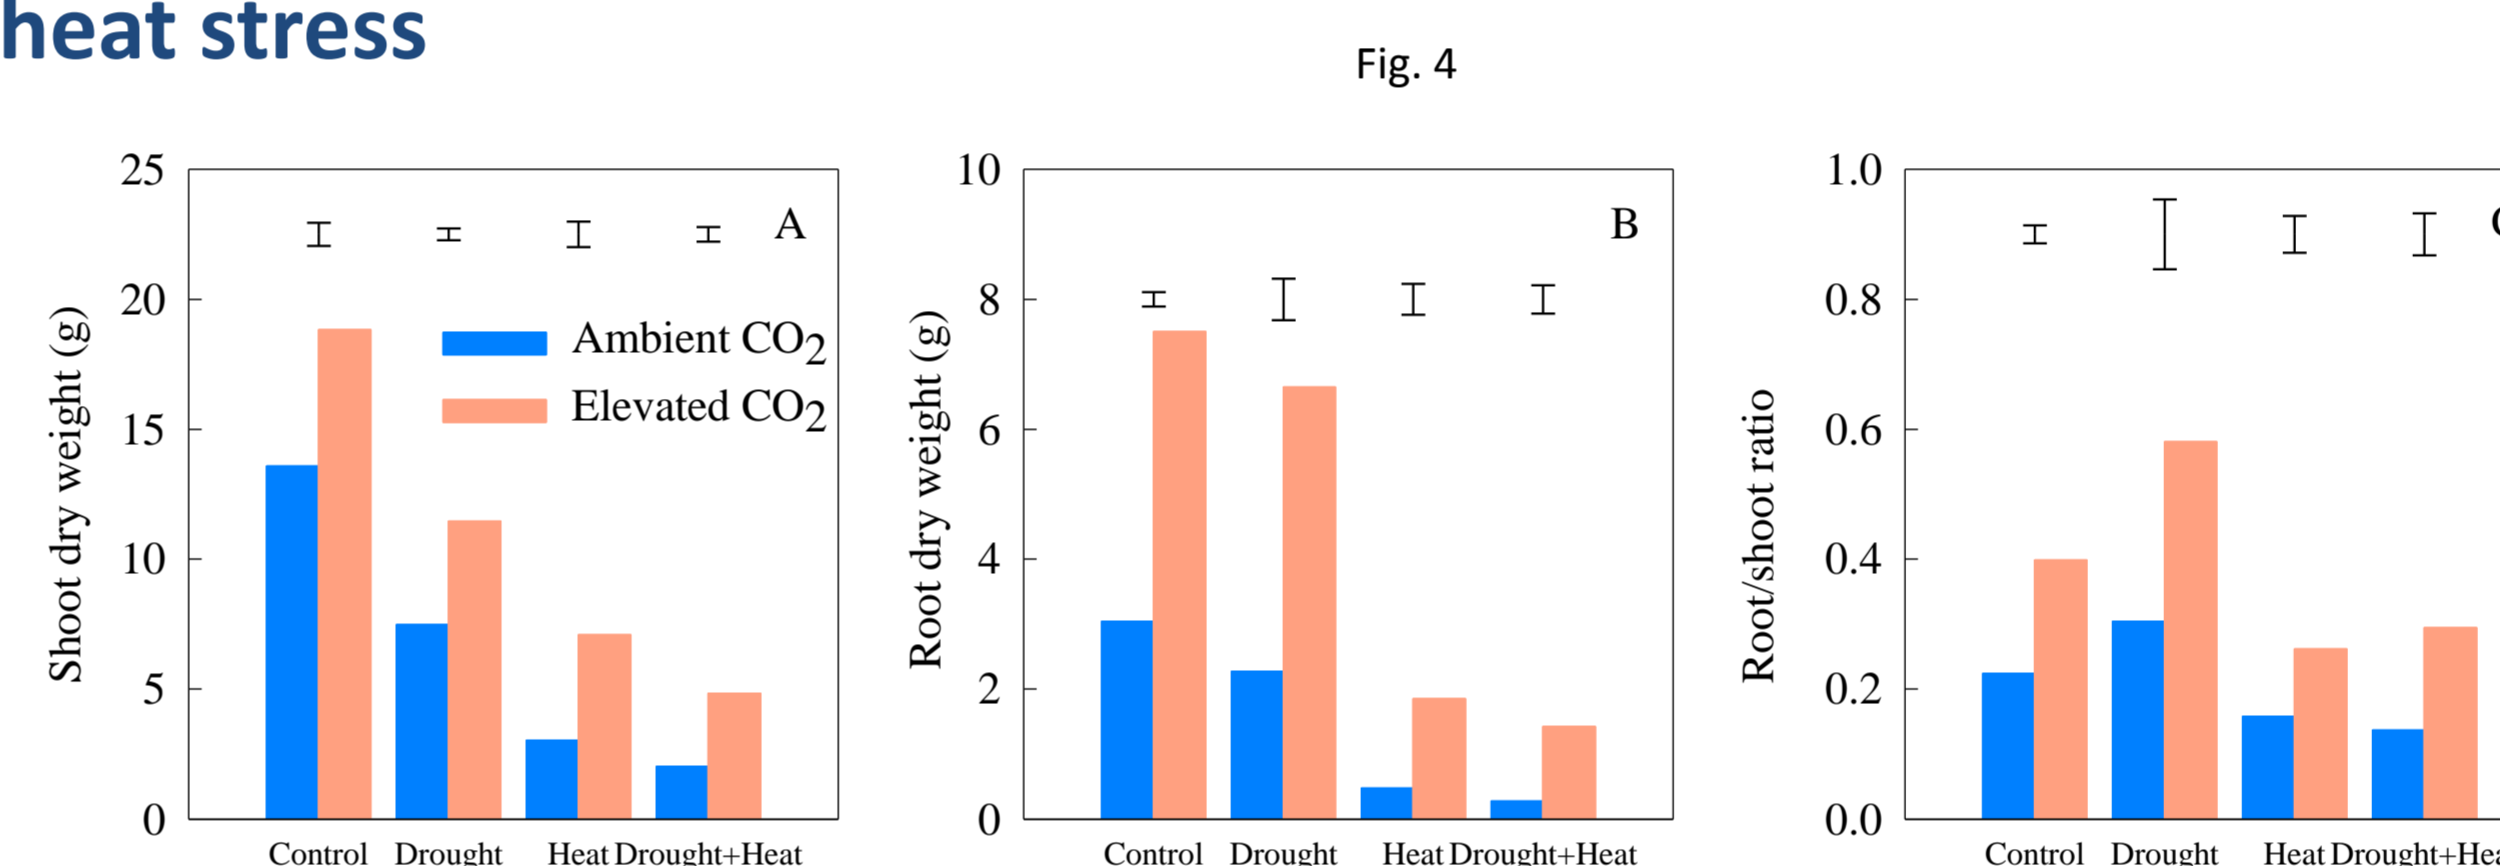 heat stress
Fig. 4
25
20
15
10
5
0
Shoot dry weight (g)
A
Ambient CO2
Elevated CO2
Control Drought Heat Drought+Heat
10
8
6
4
2
0
Root dry weight (g)
B
Control Drought Heat Drought+Heat
1.0
0.8
0.6
0.4
0.2
0.0
Root/shoot ratio
Control Drought Heat Drought+Hea